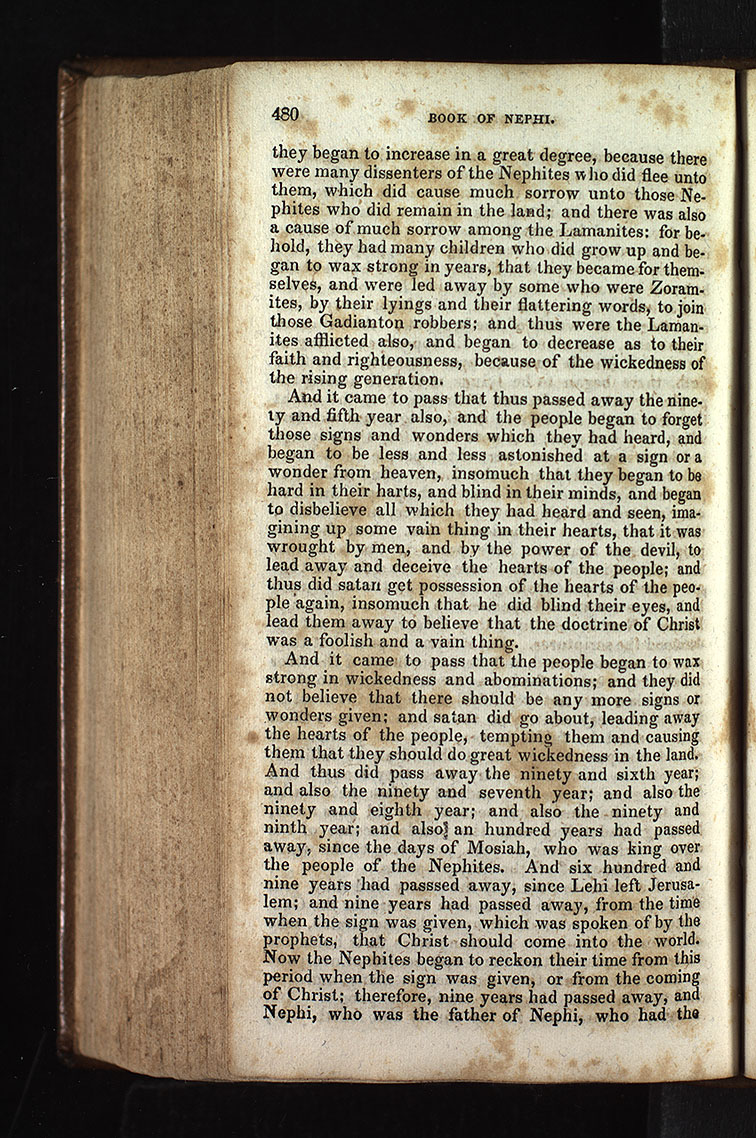 480
BOOK OF NEPHI.
they began to increase in a great degree, because there
were many dissenters of the Nephites who did flee unto
them, which did cause much sorrow unto those Ne-
phites who did remain in the land; and there was also
a cause of much sorrow among the Lamanites: for be-
hold, they had many children who did grow up and be-
gan to wax strong in years, that they became for them-
selves, and were led away by some who were Zoram-
ites, by their lyings and their flattering words, to join
those Gadianton robbers; and thus were the Laman-
ites afflicted also, and began to decrease as to their
faith and righteousness, because of the wickedness of
the rising generation.
And it came to pass that thus passed away the nine-
ty and fifth year also, and the people began to forget
those signs and wonders which they had heard, and
began to be less and less astonished at a sign or a
wonder from heaven, insomuch that they began to be
hard in their harts, and blind in their minds, and began
to disbelieve all which they had heard and seen, ima-
gining up some vain thing in their hearts, that it was
wrought by men, and by the power of the devil, to
lead away and deceive the hearts of the people; and
thus did satan get possession of the hearts of the peo-
ple again, insomuch that he did blind their eyes, and
lead them away to believe that the doctrine of Christ
was a foolish and a vain thing.
And it came to pass that the people began to wax
strong in wickedness and abominations; and they did
not believe that there should be any more signs or
wonders given; and satan did go about, leading away
the hearts of the people, tempting them and causing
them that they should do great wickedness in the land.
And thus did pass away the ninety and sixth year;
and also the ninety and seventh year; and also the
ninety and eighth year; and also the ninety and
ninth year; and also an hundred years had passed
away, since the days of Mosiah, who was king over
the people of the Nephites. And six hundred and
nine years had passsed away, since Lehi left Jerusa-
lem; and nine years had passed away, from the time
when the sign was given, which was spoken of by the
prophets, that Christ should come into the world.
Now the Nephites began to reckon their time from this
period when the sign was given, or from the coming
of Christ; therefore, nine years had passed away, and
Nephi, who was the father of Nephi, who had the